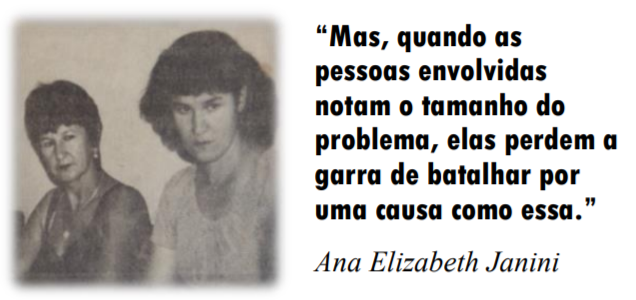 “Mas, quando as
pessoas envolvidas
notam o tamanho do
problema, elas perdem a
garra de batalhar por
uma causa como essa.”
Ana Elizabeth Janini